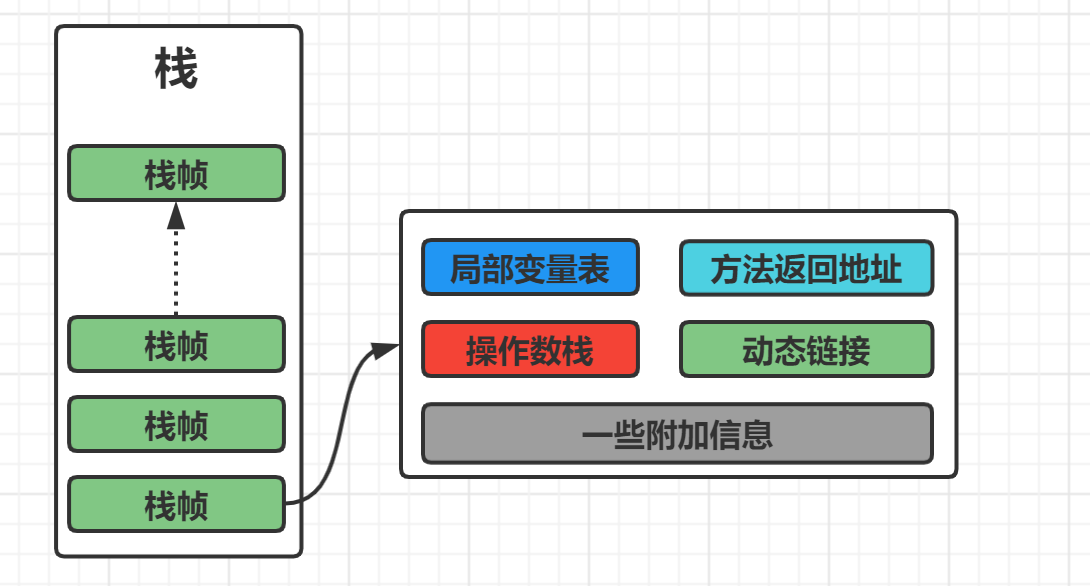 栈
栈帧
栈帧
栈帧
栈帧
局部变量表
方法返回地址
操作数栈
动态链接
一些附加信息